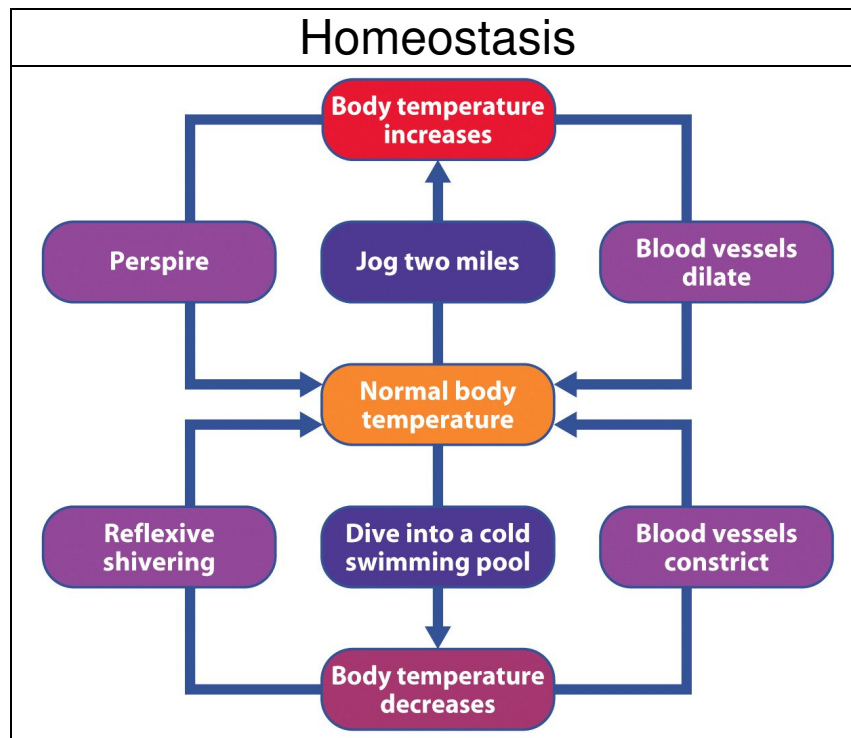 Homeostasis
Body temperature
increases
Perspire
Jog two miles
Blood vessels
dilate
Normal body
temperature
Reflexive
shivering
Dive into a cold
swimming pool
Blood vessels
constrict
Body temperature
decreases